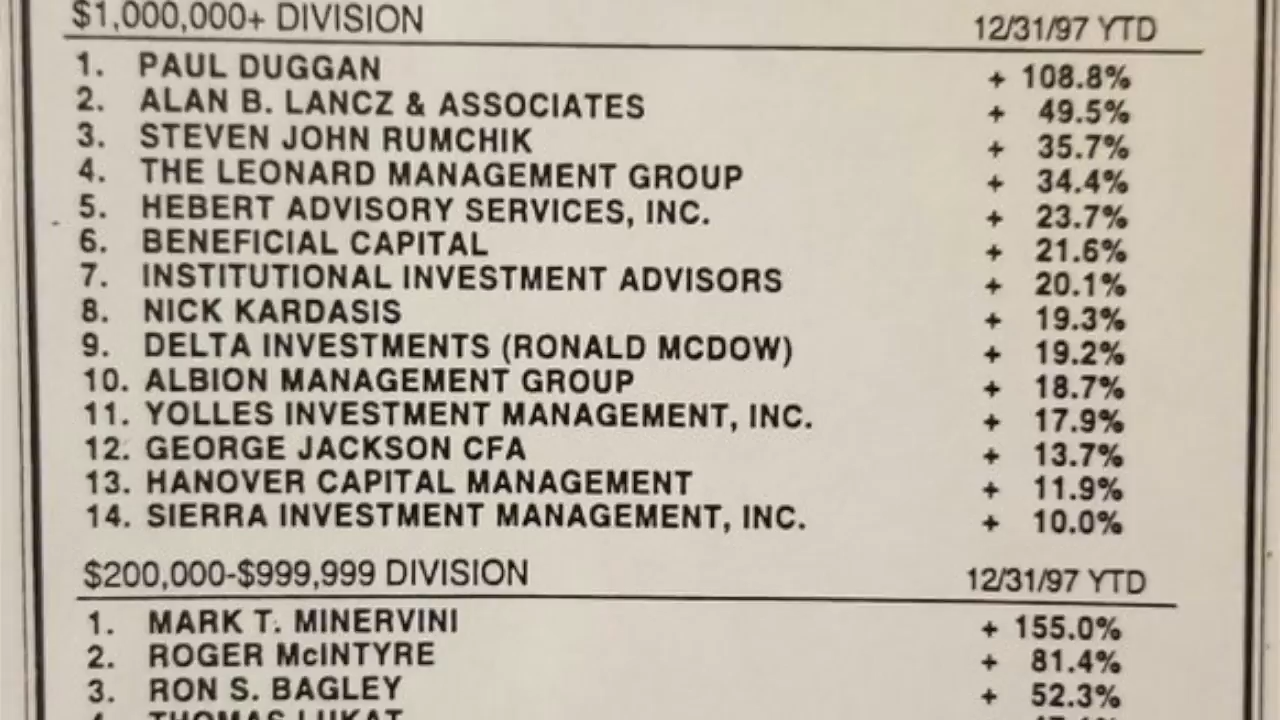 $1,000,000+ DIVISION 12/31/97 YTD
1. PAUL DUGGAN + 108.8%
2. ALAN B. LANCZ & ASSOCIATES + 49.5%
3. STEVEN JOHN RUMCHIK + 35.7%
4. THE LEONARD MANAGEMENT GROUP + 34.4%
5. HEBERT ADVISORY SERVICES, INC. + 23.7%
6. BENEFICIAL CAPITAL + 21.6%
7. INSTITUTIONAL INVESTMENT ADVISORS + 20.1%
8. NICK KARDASIS + 19.3%
9. DELTA INVESTMENTS (RONALD MCDOW) + 19.2%
10. ALBION MANAGEMENT GROUP + 18.7%
11. YOLLES INVESTMENT MANAGEMENT, INC. + 17.9%
12. GEORGE JACKSON CFA + 13.7%
13. HANOVER CAPITAL MANAGEMENT + 11.9%
14. SIERRA INVESTMENT MANAGEMENT, INC. + 10.0%
$200,000-$999,999 DIVISION 12/31/97 YTD
1. MARK T. MINERVINI + 155.0%
2. ROGER McINTYRE + 81.4%
3. RON S. BAGLEY + 52.3%
THOMAS LUKAT